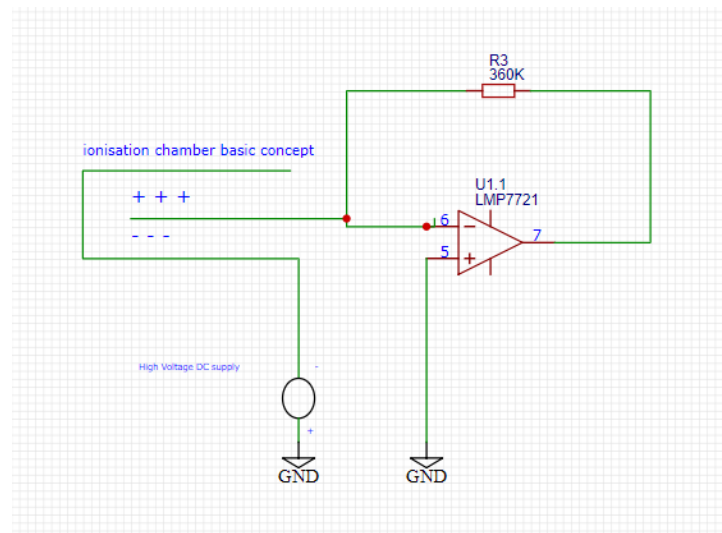 R3
360K
ionisation chamber basic concept
+ + +
- - -
U1.1
LMP7721
6
−
7
5
+
High Voltage DC supply
-
+
GND
GND